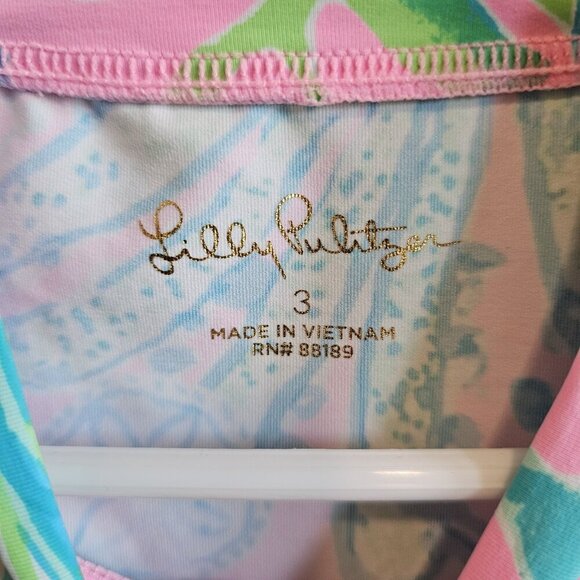 Lilly Pulitzer
3
MADE IN VIETNAM
RN# 88189